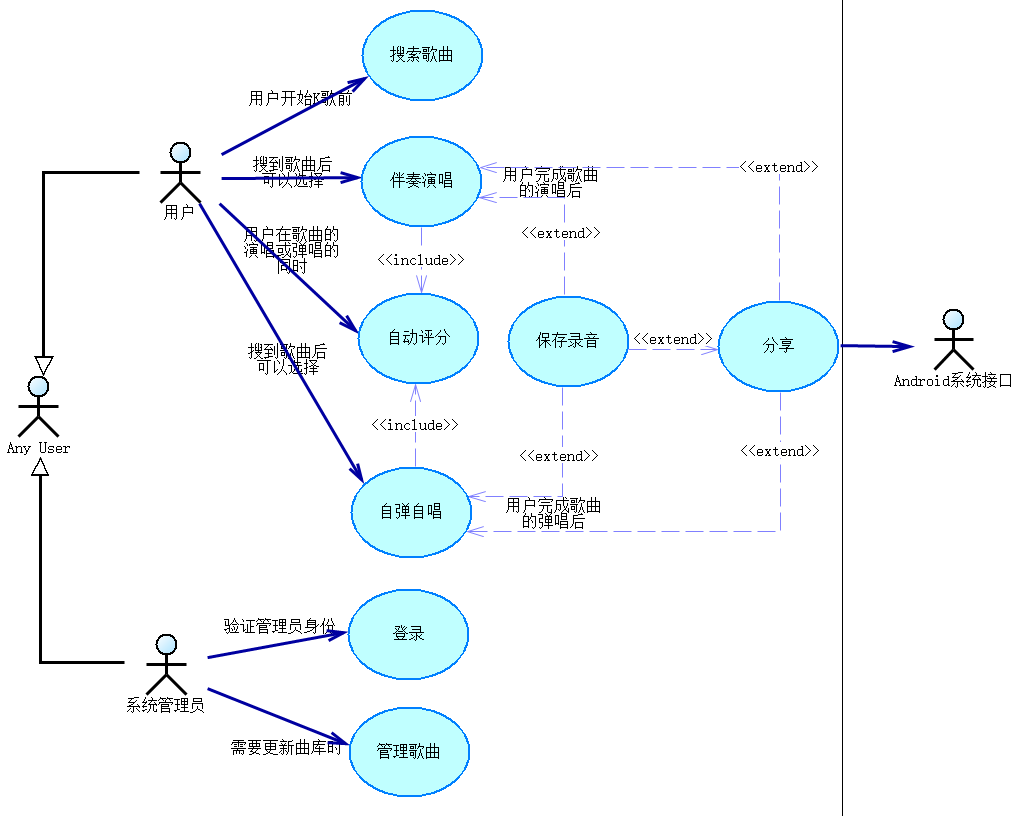 搜索歌曲
用户开始K歌前
搜到歌曲后
可以选择
伴奏演唱
用户完成歌曲
的演唱后
<<extend>>
用户
<<extend>>
用户在歌曲的
演唱或弹唱的
同时
<<include>>
自动评分
保存录音
<<extend>>
分享
搜到歌曲后
可以选择
Android系统接口
Any User
<<include>>
<<extend>>
<<extend>>
自弹自唱
用户完成歌曲
的弹唱后
验证管理员身份
登录
系统管理员
需要更新曲库时
管理歌曲